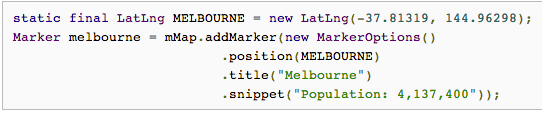 static final LatLng MELBOURNE = new LatLng(-37.81319, 144.96298);
Marker melbourne = mMap.addMarker(new MarkerOptions()
                          .position(MELBOURNE)
                          .title("Melbourne")
                          .snippet("Population: 4,137,400"));